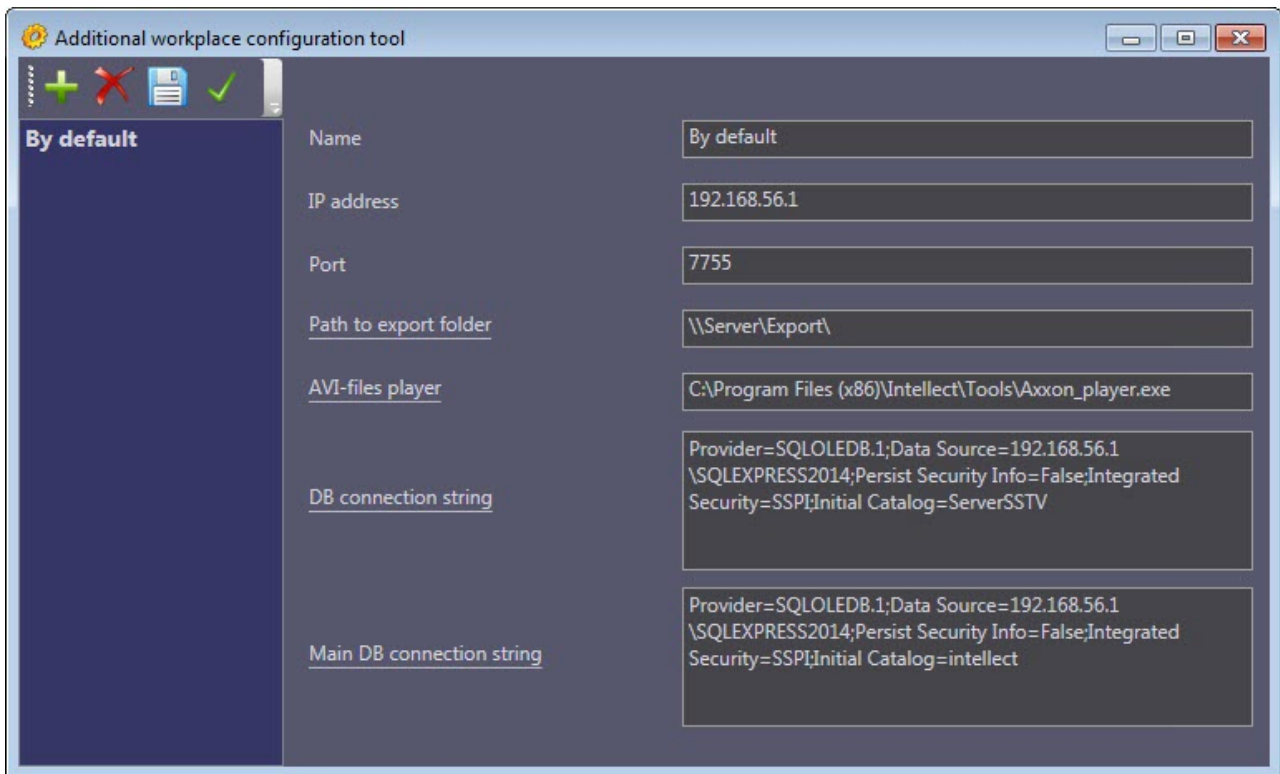 Additional workplace configuration tool
By default
Name
By default
IP address
192.168.56.1
Port
7755
Path to export folder
\\Server\Export\
AVI-files player
C:\Program Files (x86)\Intellect\Tools\Axxon_player.exe
DB connection string
Provider=SQLOLEDB.1;Data Source=192.168.56.1
\SQLEXPRESS2014;Persist Security Info=False;Integrated
Security=SSPI;Initial Catalog=ServerSSTV
Main DB connection string
Provider=SQLOLEDB.1;Data Source=192.168.56.1
\SQLEXPRESS2014;Persist Security Info=False;Integrated
Security=SSPI;Initial Catalog=intellect